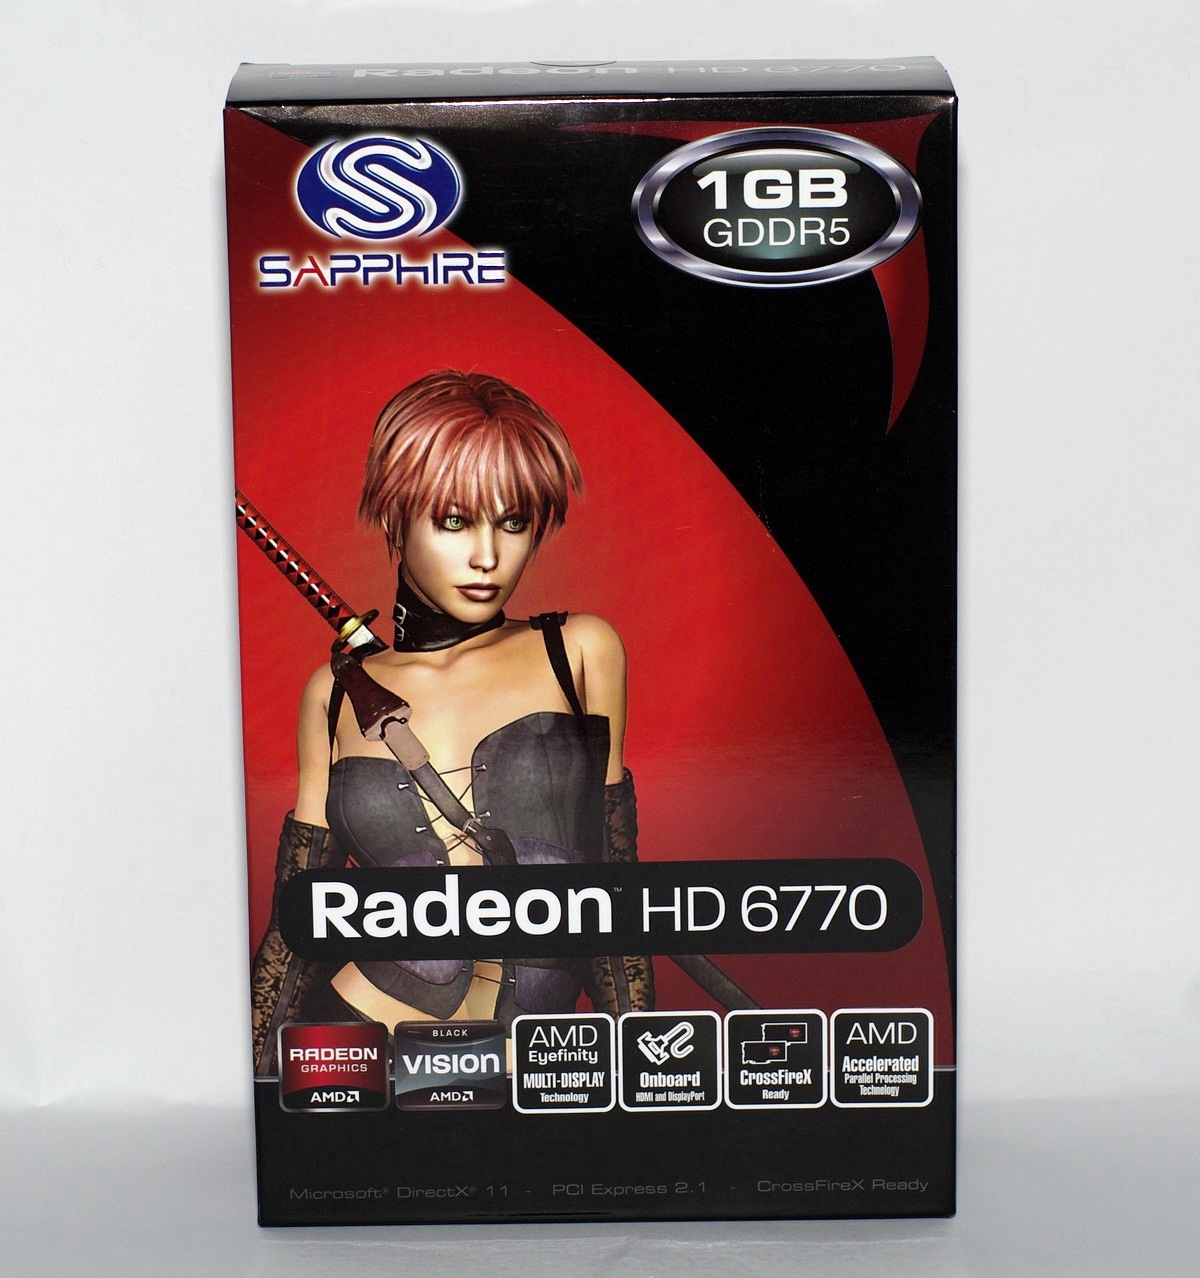 Radeon HD 6770
SAPPHIRE
1GB
GDDR5
Radeon™ HD 6770
RADEON
GRAPHICS
AMD
BLACK
VISION
AMD
AMD
Eyefinity
MULTI-DISPLAY
Technology
Onboard
HDMI and DisplayPort
CrossFireX
Ready
AMD
Accelerated
Parallel Processing
Technology
Microsoft® DirectX® 11 - PCI Express 2.1 - CrossFireX Ready